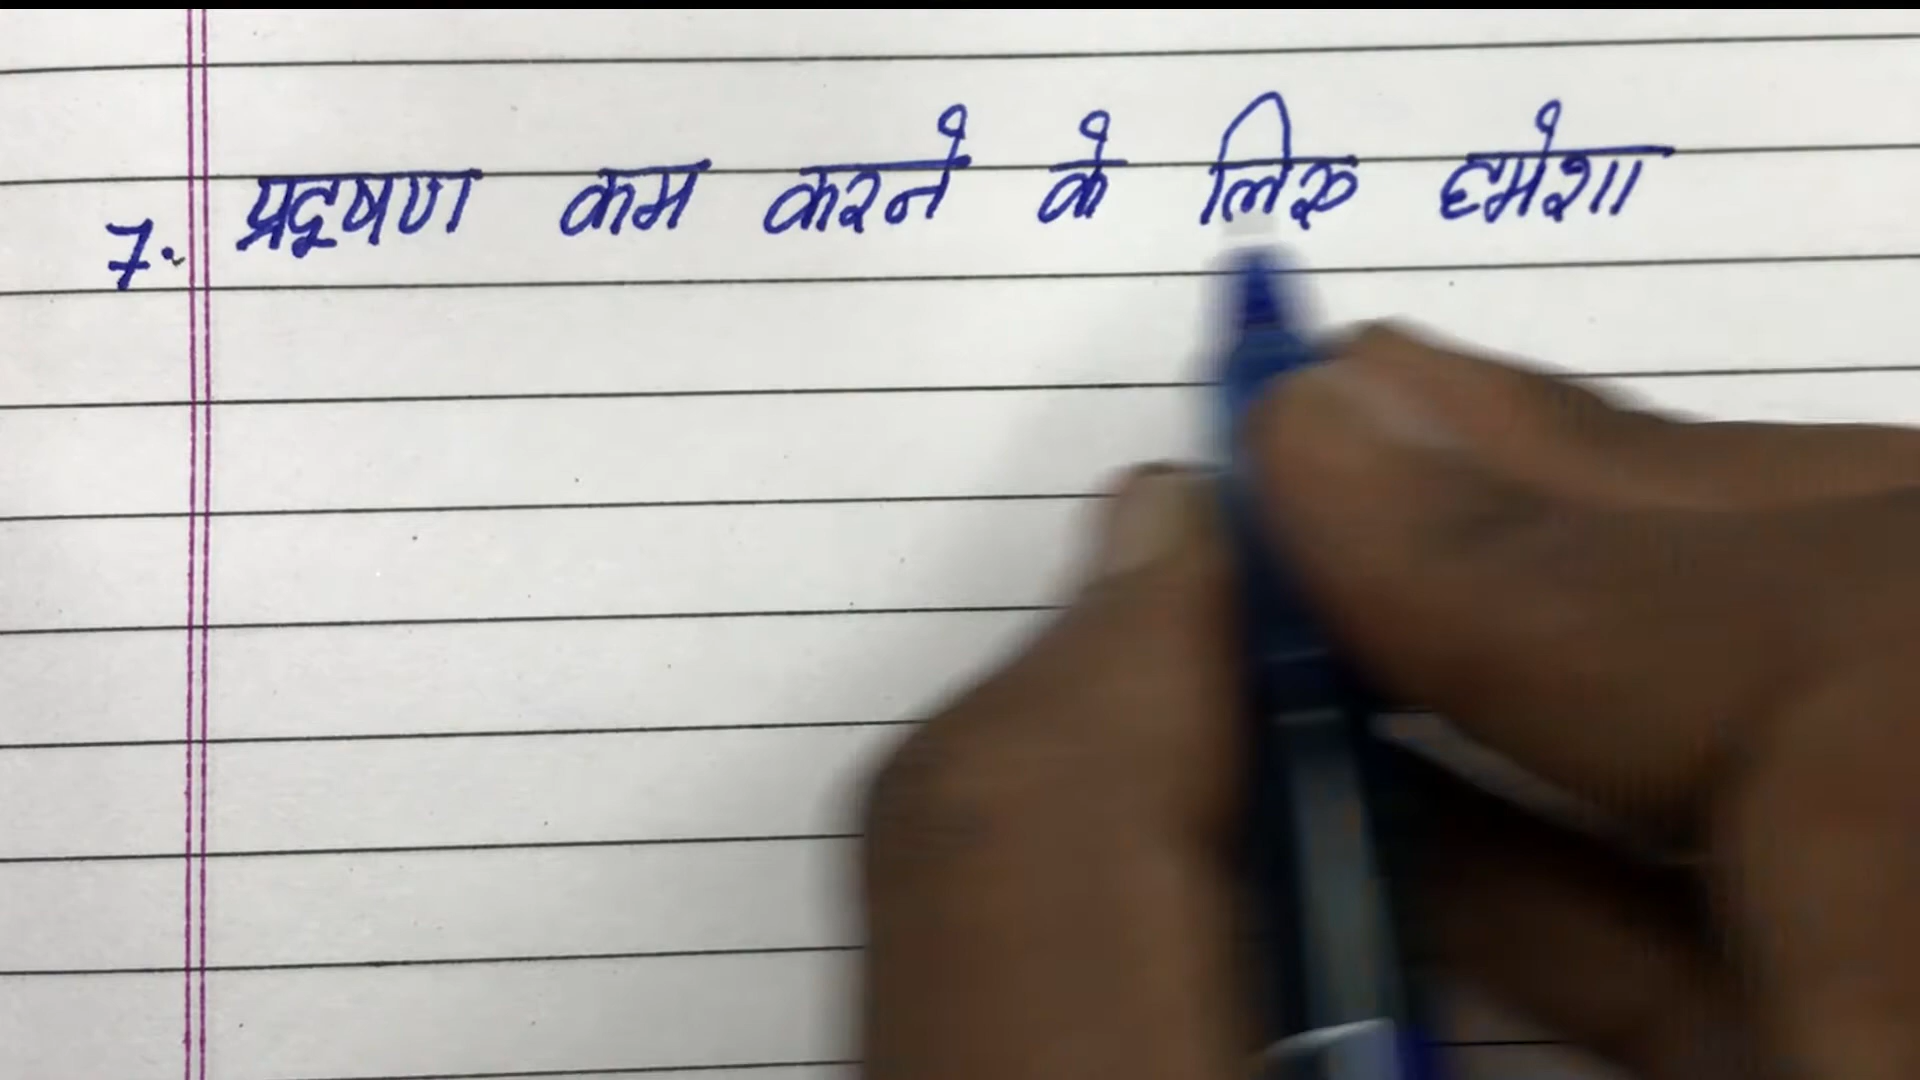 7. प्रदूषण कम करने के लिए हमेशा